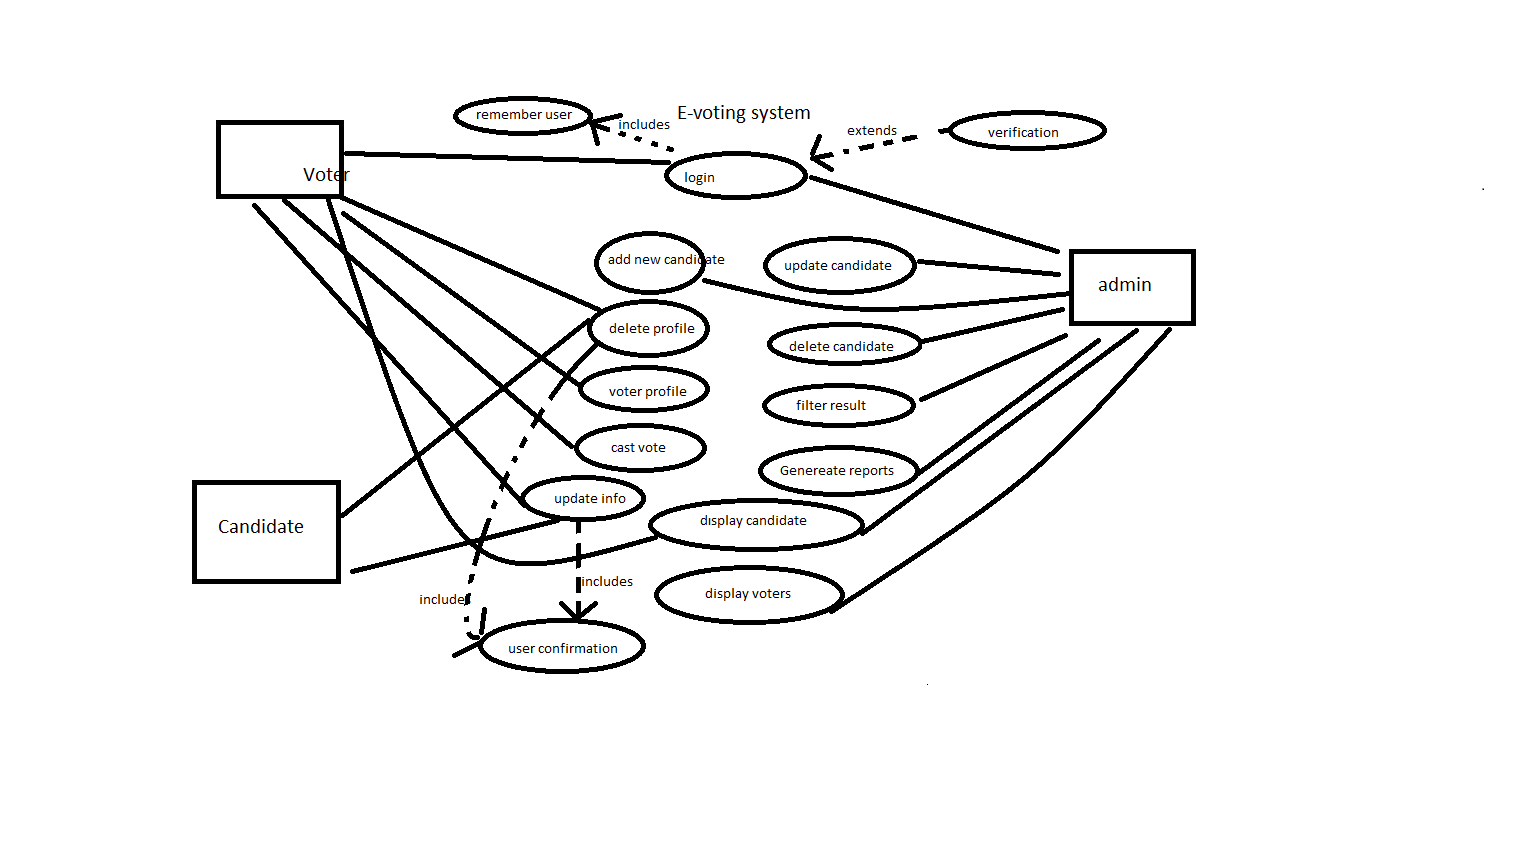 E-voting system
remember user
includes
extends
verification
Voter
login
add new candidate
update candidate
admin
delete profile
delete candidate
voter profile
filter result
cast vote
Genereate reports
update info
display candidate
Candidate
includes
display voters
includes
user confirmation